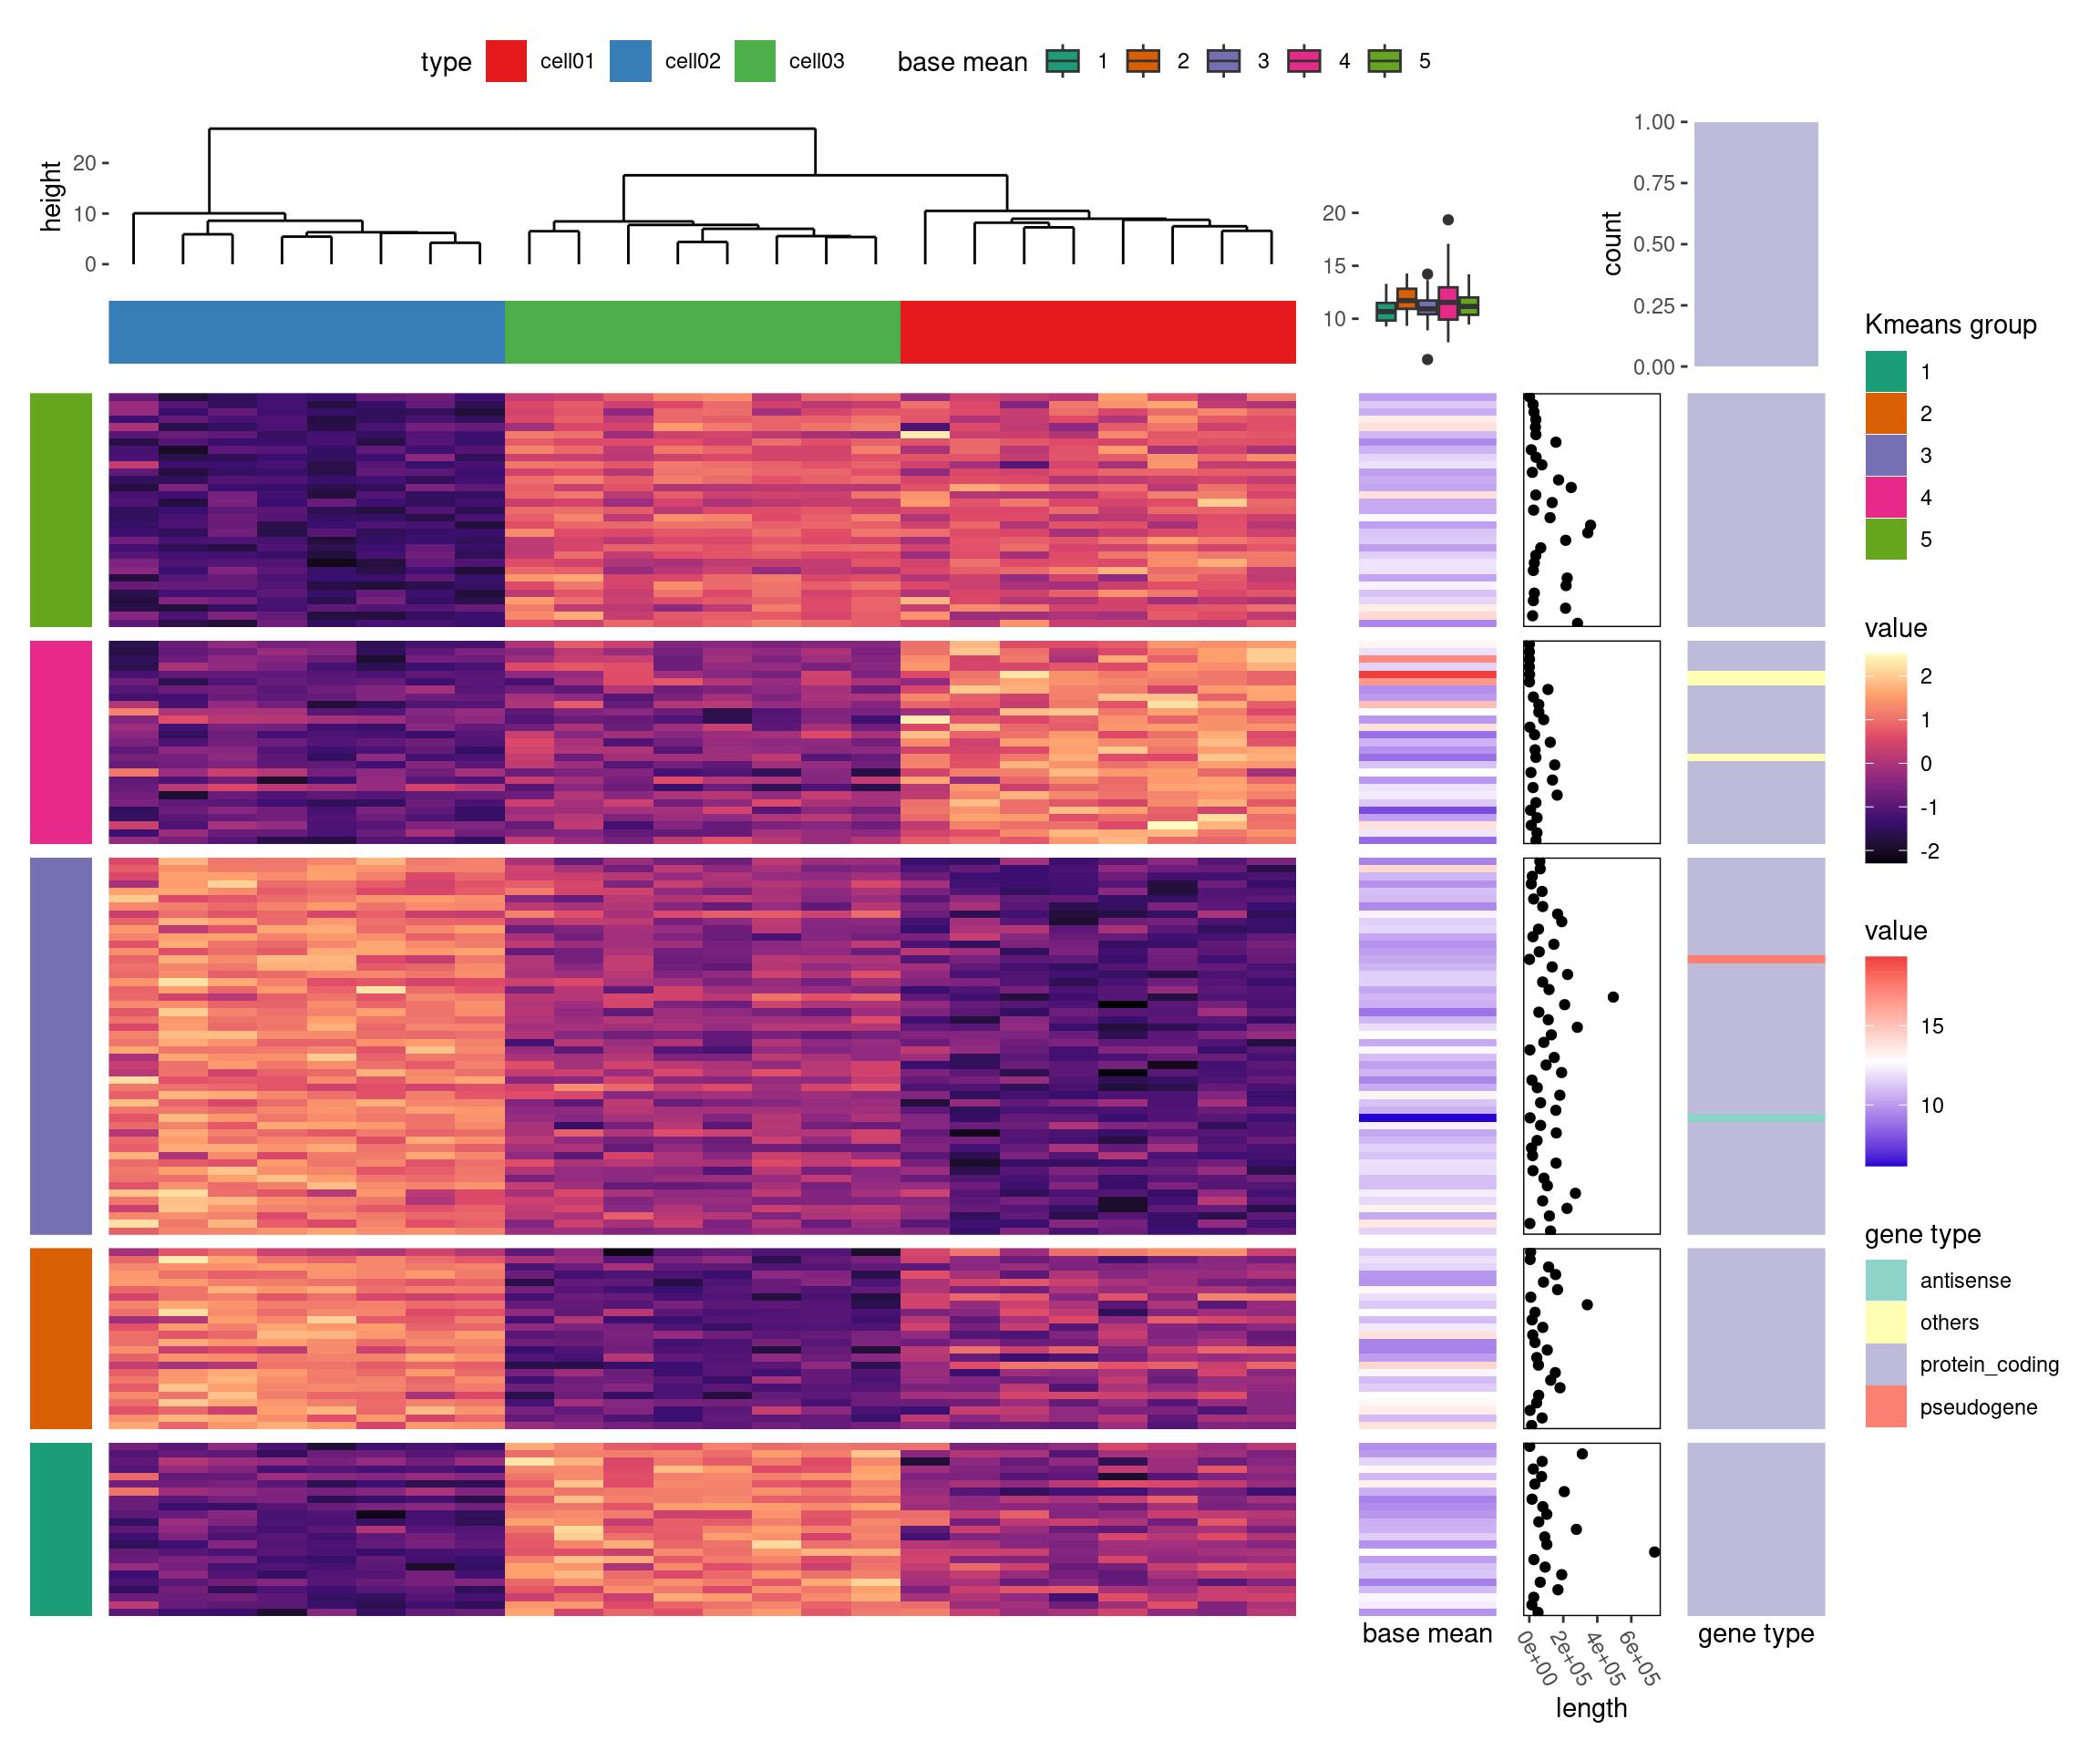 type cell01 cell02 cell03 base mean 1 2 3 4 5
height
20
10
0
20
15
10
count
1.00
0.75
0.50
0.25
0.00
Kmeans group
1
2
3
4
5
value
2
1
0
-1
-2
value
15
10
gene type
antisense
others
protein_coding
pseudogene
base mean
0e+00 2e+05 4e+05 6e+05
length
gene type